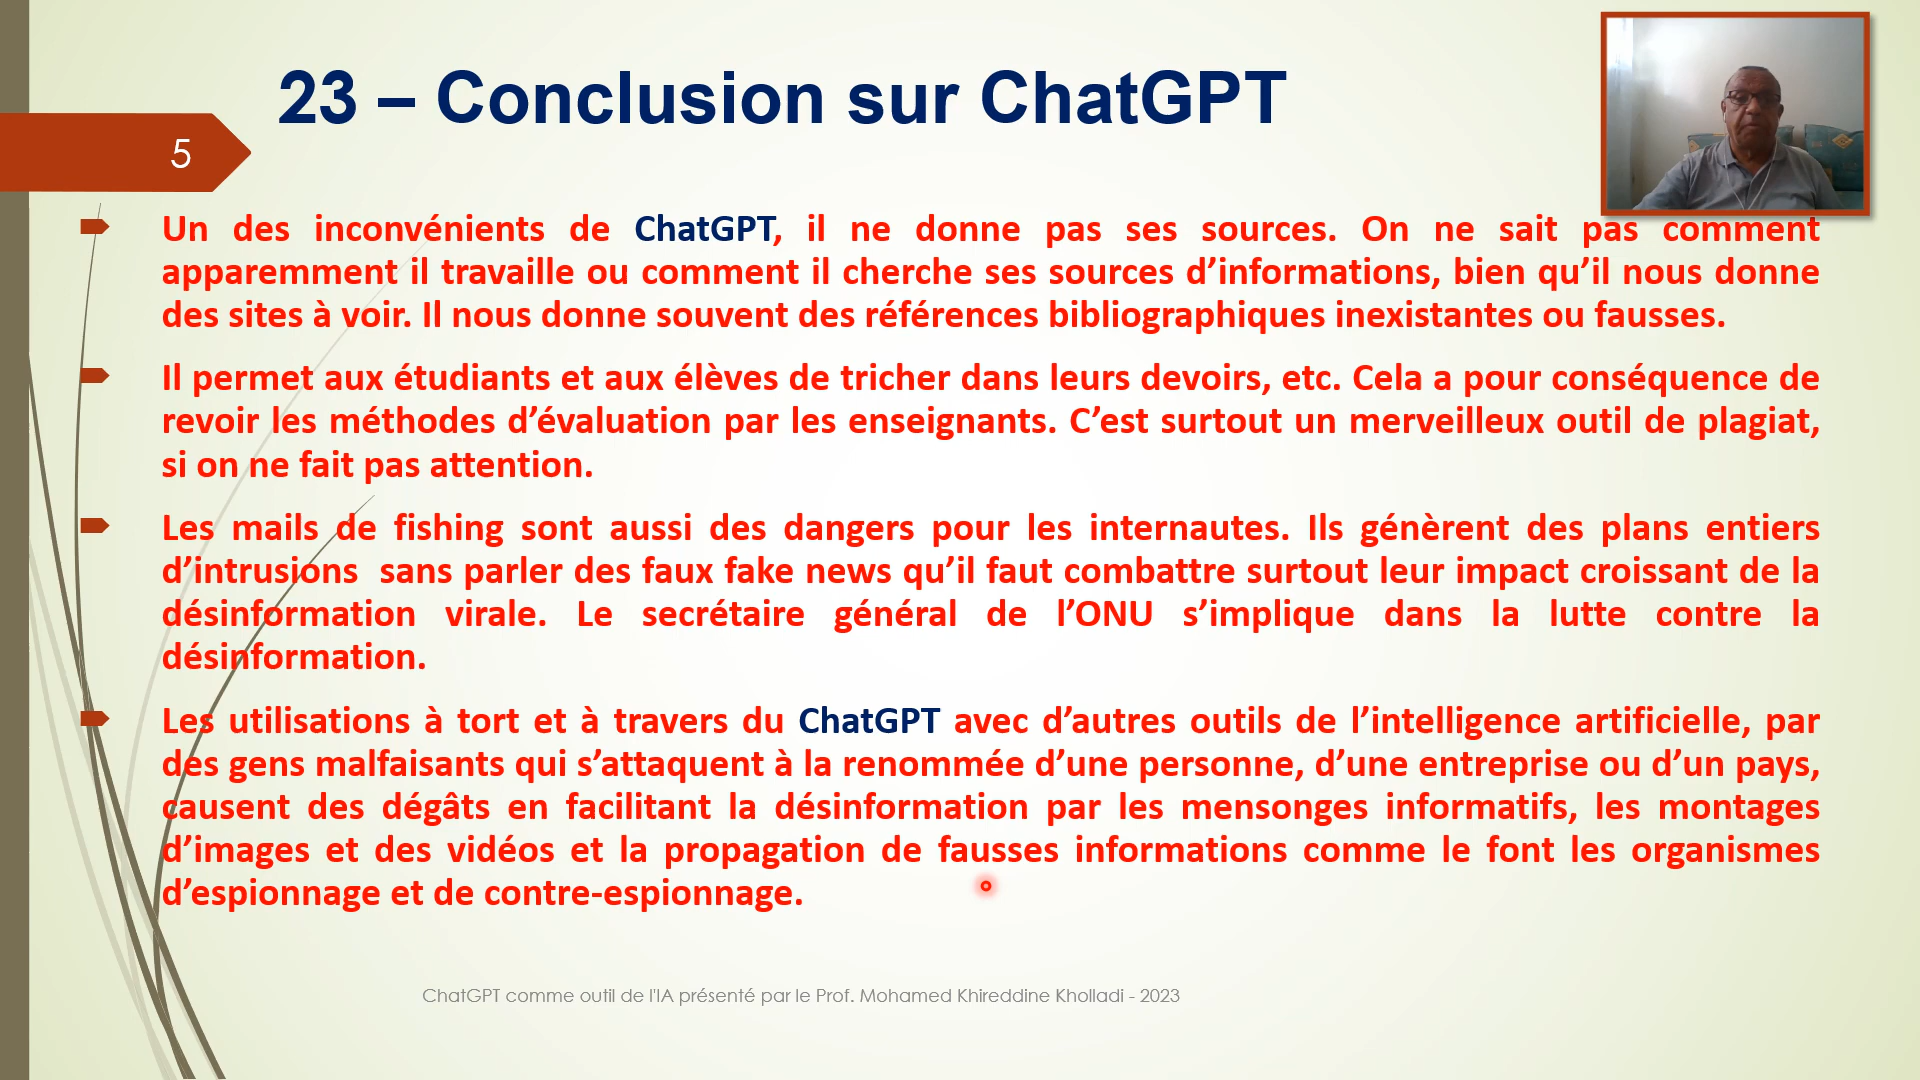 23 – Conclusion sur ChatGPT
5
Un des inconvénients de ChatGPT, il ne donne pas ses sources. On ne sait pas comment
apparemment il travaille ou comment il cherche ses sources d’informations, bien qu’il nous donne
des sites à voir. Il nous donne souvent des références bibliographiques inexistantes ou fausses.
Il permet aux étudiants et aux élèves de tricher dans leurs devoirs, etc. Cela a pour conséquence de
revoir les méthodes d’évaluation par les enseignants. C’est surtout un merveilleux outil de plagiat,
si on ne fait pas attention.
Les mails de fishing sont aussi des dangers pour les internautes. Ils génèrent des plans entiers
d’intrusions sans parler des faux fake news qu’il faut combattre surtout leur impact croissant de la
désinformation virale. Le secrétaire général de l’ONU s’implique dans la lutte contre la
désinformation.
Les utilisations à tort et à travers du ChatGPT avec d’autres outils de l’intelligence artificielle, par
des gens malfaisants qui s’attaquent à la renommée d’une personne, d’une entreprise ou d’un pays,
causent des dégâts en facilitant la désinformation par les mensonges informatifs, les montages
d’images et des vidéos et la propagation de fausses informations comme le font les organismes
d’espionnage et de contre-espionnage.
ChatGPT comme outil de l'IA présenté par le Prof. Mohamed Khireddine Kholladi - 2023